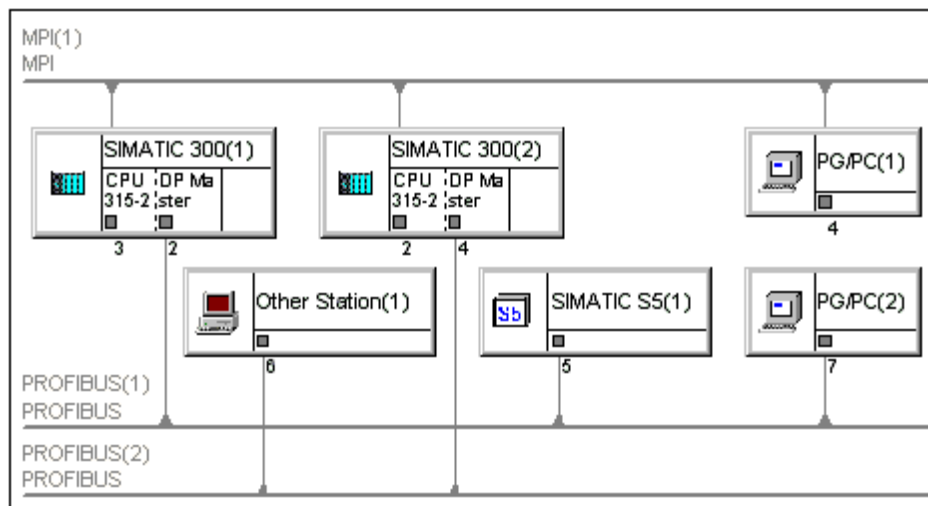 MPI(1)
MPI
SIMATIC 300(1)
CPU 315-2
DP Ma ster
3 2
SIMATIC 300(2)
CPU 315-2
DP Ma ster
2 4
PG/PC(1)
4
Other Station(1)
6
S5
SIMATIC S5(1)
5
PG/PC(2)
7
PROFIBUS(1)
PROFIBUS
PROFIBUS(2)
PROFIBUS